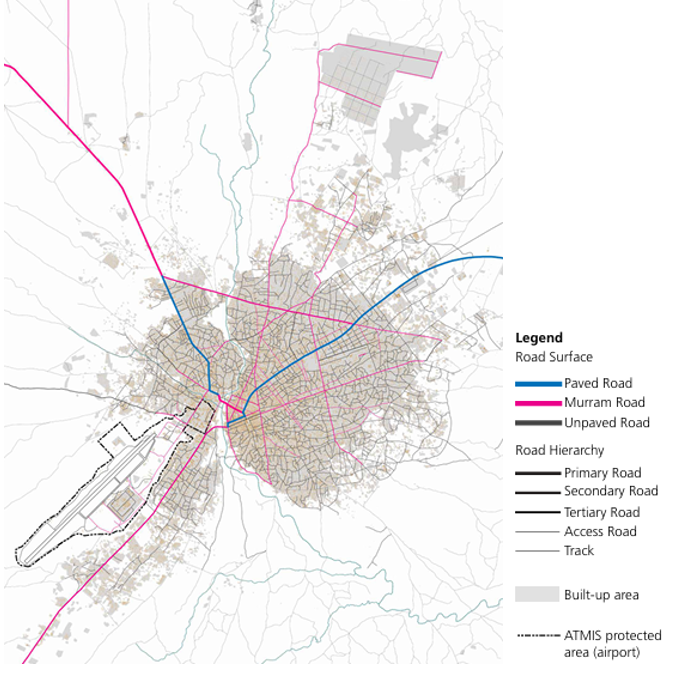 Legend
Road Surface
Paved Road
Murram Road
Unpaved Road
Road Hierarchy
Primary Road
Secondary Road
Tertiary Road
Access Road
Track
Built-up area
ATMIS protected
area (airport)